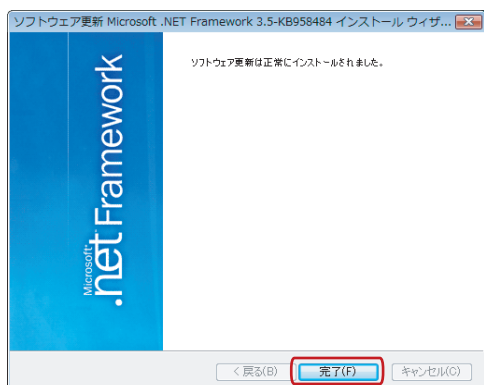 ソフトウェア更新 Microsoft .NET Framework 3.5-KB958484 インストール ウィザ...
ソフトウェア更新は正常にインストールされました。
Microsoft®
.net Framework
< 戻る(B)
完了(F)
キャンセル(C)